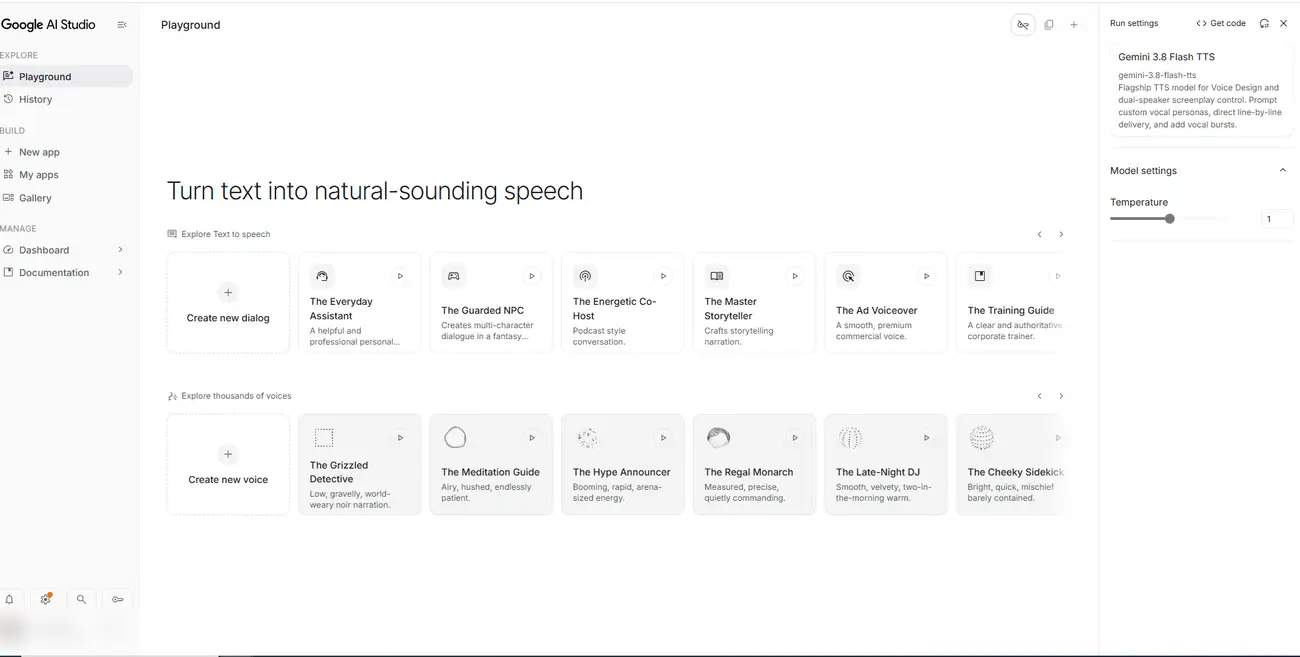 Google AI Studio
EXPLORE
Playground
History
BUILD
New app
My apps
Gallery
MANAGE
Dashboard
Documentation
Playground
Turn text into natural-sounding speech
Explore Text to speech
Create new dialog
The Everyday
Assistant
A helpful and
professional personal...
The Guarded NPC
Creates multi-character
dialogue in a fantasy...
The Energetic Co-
Host
Podcast style
conversation.
The Master
Storyteller
Crafts storytelling
narration.
The Ad Voiceover
A smooth, premium
commercial voice.
The Training Guide
A clear and authoritative
corporate trainer.
Explore thousands of voices
Create new voice
The Grizzled
Detective
Low, gravelly, world-
weary noir narration.
The Meditation Guide
Airy, hushed, endlessly
patient.
The Hype Announcer
Booming, rapid, arena-
sized energy.
The Regal Monarch
Measured, precise,
quietly commanding.
The Late-Night DJ
Smooth, velvety, two-in-
the-morning warm.
The Cheeky Sidekick
Bright, quick, mischief
barely contained.
Run settings
Get code
Gemini 3.8 Flash TTS
gemini-3.8-flash-tts
Flagship TTS model for Voice Design and
dual-speaker screenplay control. Prompt
custom vocal personas, direct line-by-line
delivery, and add vocal bursts.
Model settings
Temperature
1